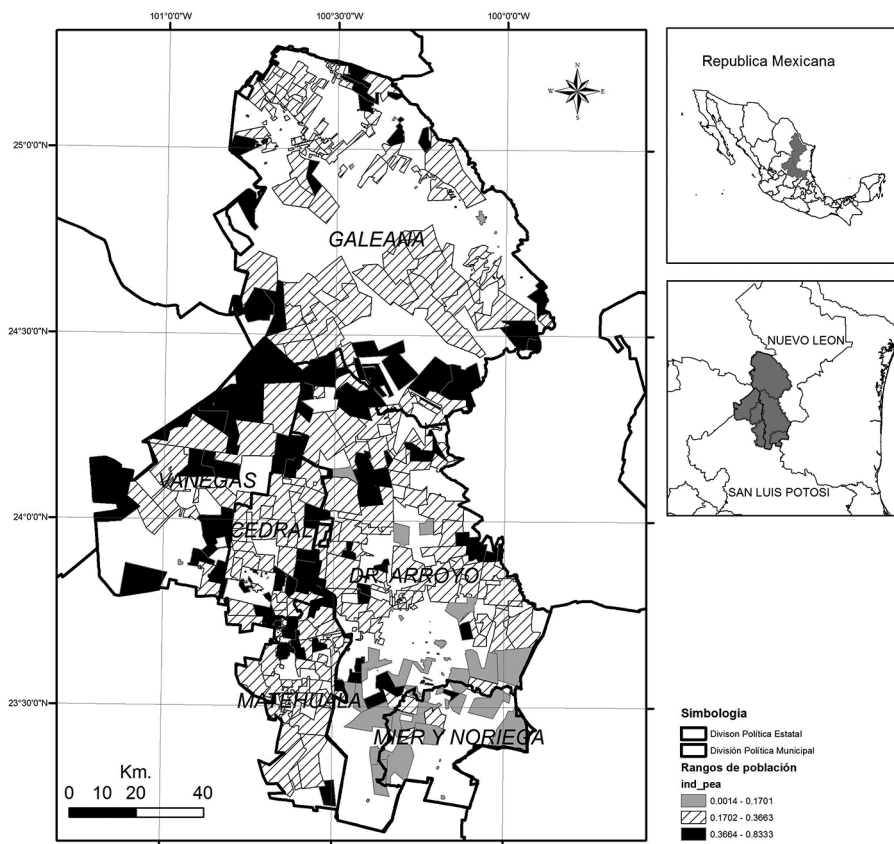 101°0'0"W
100°30'0"W
100°0'0"W
25°0'0"N
24°30'0"N
24°0'0"N
23°30'0"N
N
W E
S
GALEANA
VANEGAS
CEDRAL
DR. ARROYO
MATEHUALA
MIER Y NORIEGA
Km.
0 10 20 40
Republica Mexicana
NUEVO LEON
SAN LUIS POTOSI
Simbologia
Divison Política Estatal
División Política Municipal
Rangos de población
ind_pea
0.0014 - 0.1701
0.1702 - 0.3663
0.3664 - 0.8333